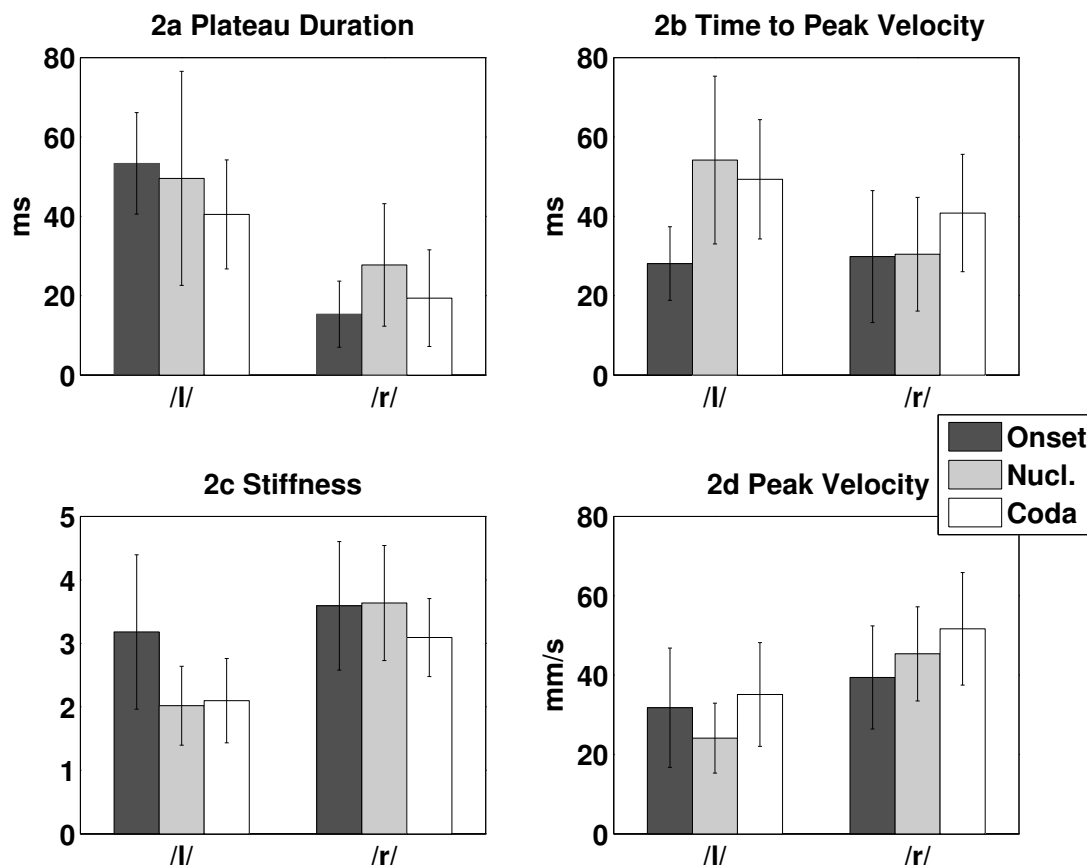 2a Plateau Duration
80
60
40
20
0
ms
/l/ /r/
2b Time to Peak Velocity
80
60
40
20
0
ms
/l/ /r/
Onset
Nucl.
Coda
2c Stiffness
5
4
3
2
1
0
/l/ /r/
2d Peak Velocity
80
60
40
20
0
mm/s
/l/ /r/